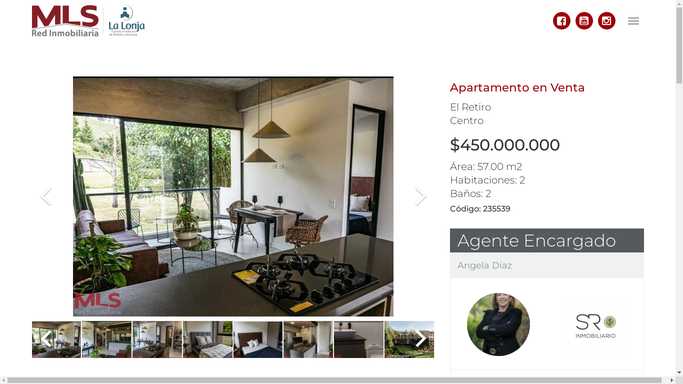 MLS
Red Inmobiliaria
La Lonja
Apartamento en Venta
El Retiro
Centro
$450.000.000
Área: 57.00 m2
Habitaciones: 2
Baños: 2
Código: 235539
MLS
Agente Encargado
Angela Diaz
SR
INMOBILIARIO